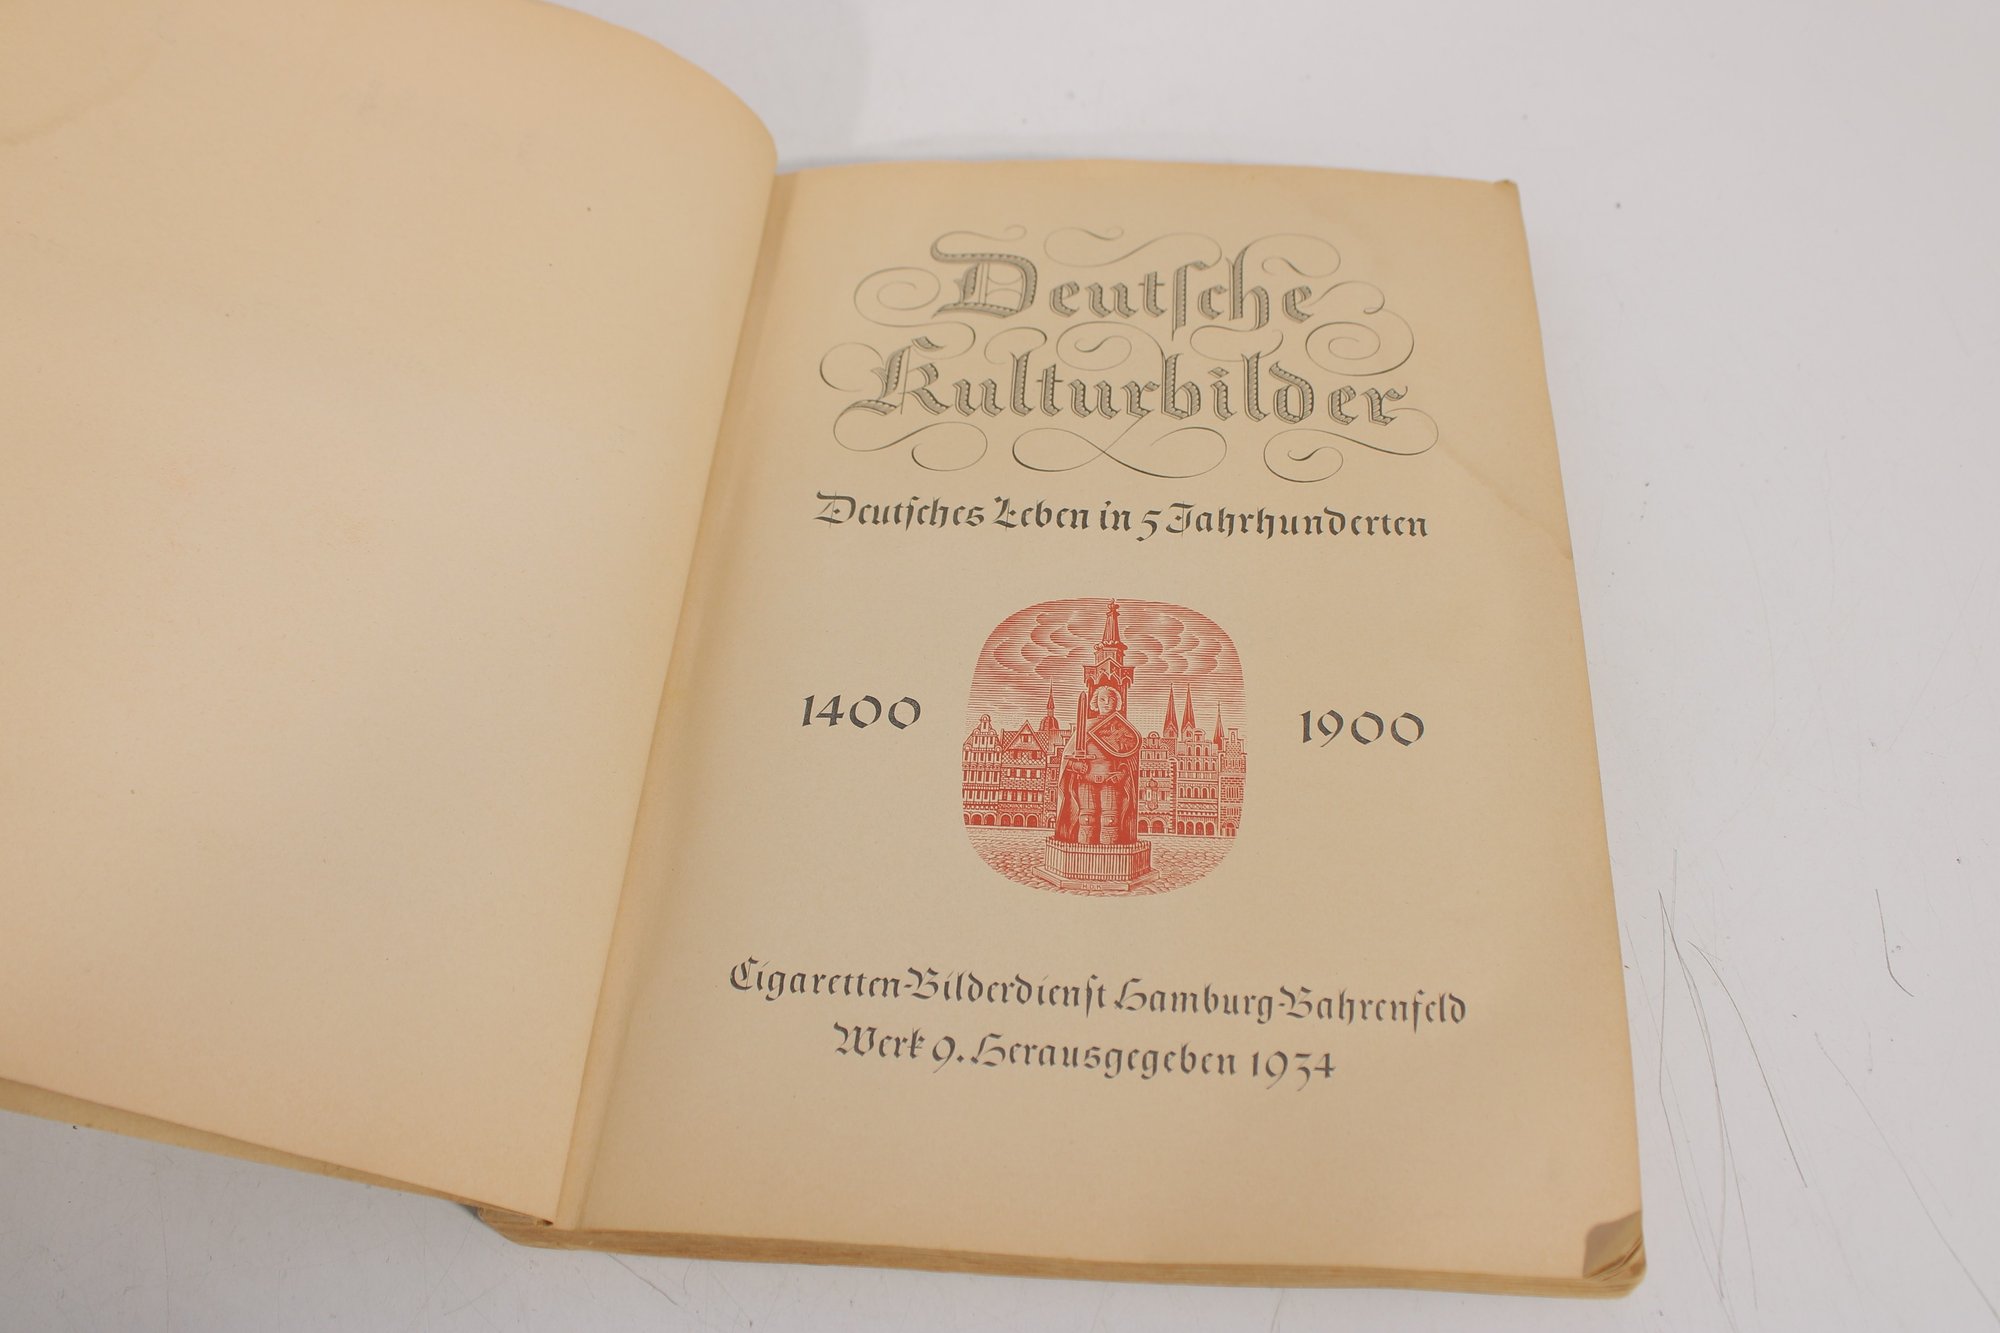 Deutſche
Kulturbilder
Deutſches Leben in 5 Jahrhunderten
1400
1900
Cigaretten-Bilderdienſt Hamburg-Bahrenfeld
Werk 9. Herausgegeben 1934